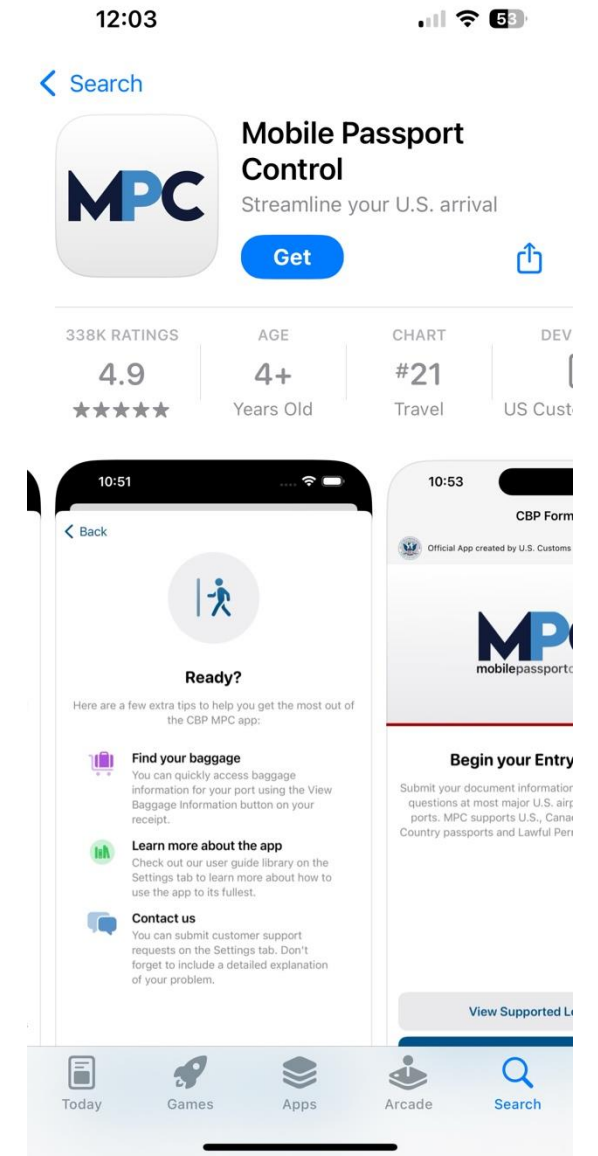 12:03
53
Search
MPC
Mobile Passport
Control
Streamline your U.S. arrival
Get
338K RATINGS
4.9
AGE
4+
Years Old
CHART
#21
Travel
DEV
US Cust
10:51
Back
Ready?
Here are a few extra tips to help you get the most out of
the CBP MPC app:
Find your baggage
You can quickly access baggage
information for your port using the View
Baggage Information button on your
receipt.
Learn more about the app
Check out our user guide library on the
Settings tab to learn more about how to
use the app to its fullest.
Contact us
You can submit customer support
requests on the Settings tab. Don't
forget to include a detailed explanation
of your problem.
10:53
CBP Form
Official App created by U.S. Customs
MPC
mobilepassportc
Begin your Entry
Submit your document information
questions at most major U.S. airp
ports. MPC supports U.S., Canad
Country passports and Lawful Perr
View Supported Lo
Today
Games
Apps
Arcade
Search